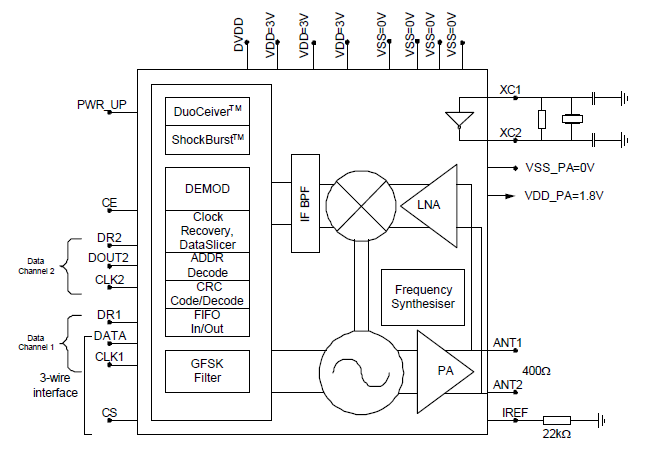 DVDD
VDD=3V
VDD=3V
VDD=3V
VSS=0V
VSS=0V
VSS=0V
VSS=0V
PWR_UP
DuoCeiver™
ShockBurst™
XC1
XC2
VSS_PA=0V
VDD_PA=1.8V
DEMOD
IF BPF
LNA
CE
Clock
Recovery,
DataSlicer
DR2
DOUT2
CLK2
Data
Channel 2
ADDR
Decode
CRC
Code/Decode
FIFO
In/Out
Frequency
Synthesiser
DR1
DATA
CLK1
Data
Channel 1
3-wire
interface
GFSK
Filter
PA
ANT1
400Ω
ANT2
CS
IREF
22kΩ